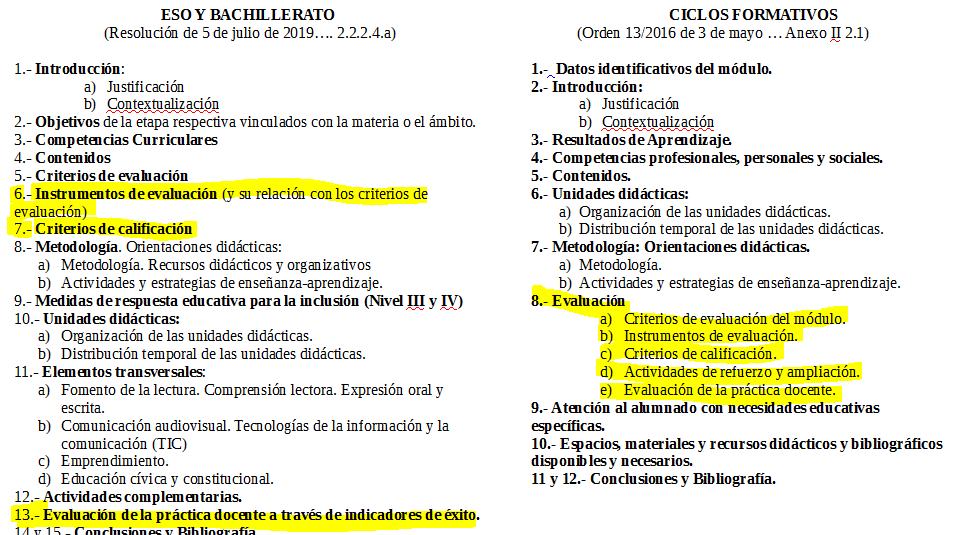 ESO Y BACHILLERATO
(Resolución de 5 de julio de 2019…. 2.2.2.4.a)
1.- Introducción:
a) Justificación
b) Contextualización
2.- Objetivos de la etapa respectiva vinculados con la materia o el ámbito.
3.- Competencias Curriculares
4.- Contenidos
5.- Criterios de evaluación
6.- Instrumentos de evaluación (y su relación con los criterios de
evaluación)
7.- Criterios de calificación
8.- Metodología. Orientaciones didácticas:
a) Metodología. Recursos didácticos y organizativos
b) Actividades y estrategias de enseñanza-aprendizaje.
9.- Medidas de respuesta educativa para la inclusión (Nivel III y IV)
10.- Unidades didácticas:
a) Organización de las unidades didácticas.
b) Distribución temporal de las unidades didácticas.
11.- Elementos transversales:
a) Fomento de la lectura. Comprensión lectora. Expresión oral y
escrita.
b) Comunicación audiovisual. Tecnologías de la información y la
comunicación (TIC)
c) Emprendimiento.
d) Educación cívica y constitucional.
12.- Actividades complementarias.
13.- Evaluación de la práctica docente a través de indicadores de éxito.
14 y 15.- Conclusiones y Bibliografía
CICLOS FORMATIVOS
(Orden 13/2016 de 3 de mayo … Anexo II 2.1)
1.- Datos identificativos del módulo.
2.- Introducción:
a) Justificación
b) Contextualización
3.- Resultados de Aprendizaje.
4.- Competencias profesionales, personales y sociales.
5.- Contenidos.
6.- Unidades didácticas:
a) Organización de las unidades didácticas.
b) Distribución temporal de las unidades didácticas.
7.- Metodología: Orientaciones didácticas.
a) Metodología.
b) Actividades y estrategias de enseñanza-aprendizaje.
8.- Evaluación
a) Criterios de evaluación del módulo.
b) Instrumentos de evaluación.
c) Criterios de calificación.
d) Actividades de refuerzo y ampliación.
e) Evaluación de la práctica docente.
9.- Atención al alumnado con necesidades educativas
específicas.
10.- Espacios, materiales y recursos didácticos y bibliográficos
disponibles y necesarios.
11 y 12.- Conclusiones y Bibliografía.